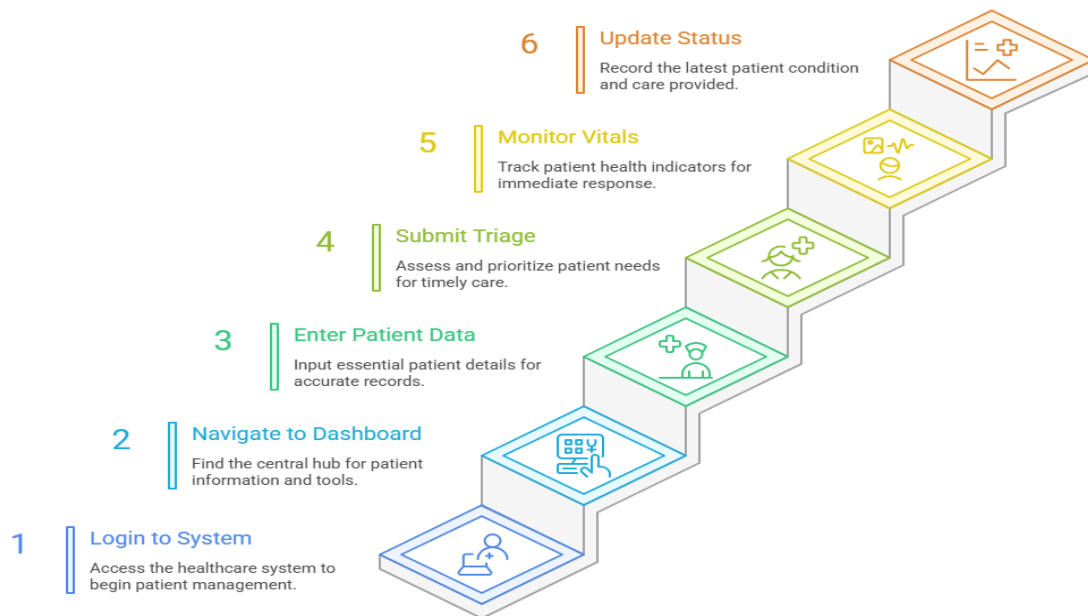 6
Update Status
Record the latest patient condition
and care provided.
5
Monitor Vitals
Track patient health indicators for
immediate response.
4
Submit Triage
Assess and prioritize patient needs
for timely care.
3
Enter Patient Data
Input essential patient details for
accurate records.
2
Navigate to Dashboard
Find the central hub for patient
information and tools.
1
Login to System
Access the healthcare system to
begin patient management.